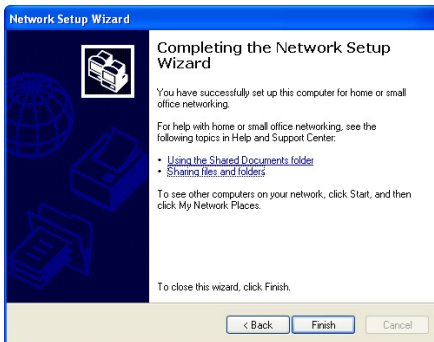 Network Setup Wizard
Completing the Network Setup
Wizard
You have successfully set up this computer for home or small
office networking.
For help with home or small office networking, see the
following topics in Help and Support Center:
• Using the Shared Documents folder
• Sharing files and folders
To see other computers on your network, click Start, and then
click My Network Places.
To close this wizard, click Finish.
< Back
Finish
Cancel